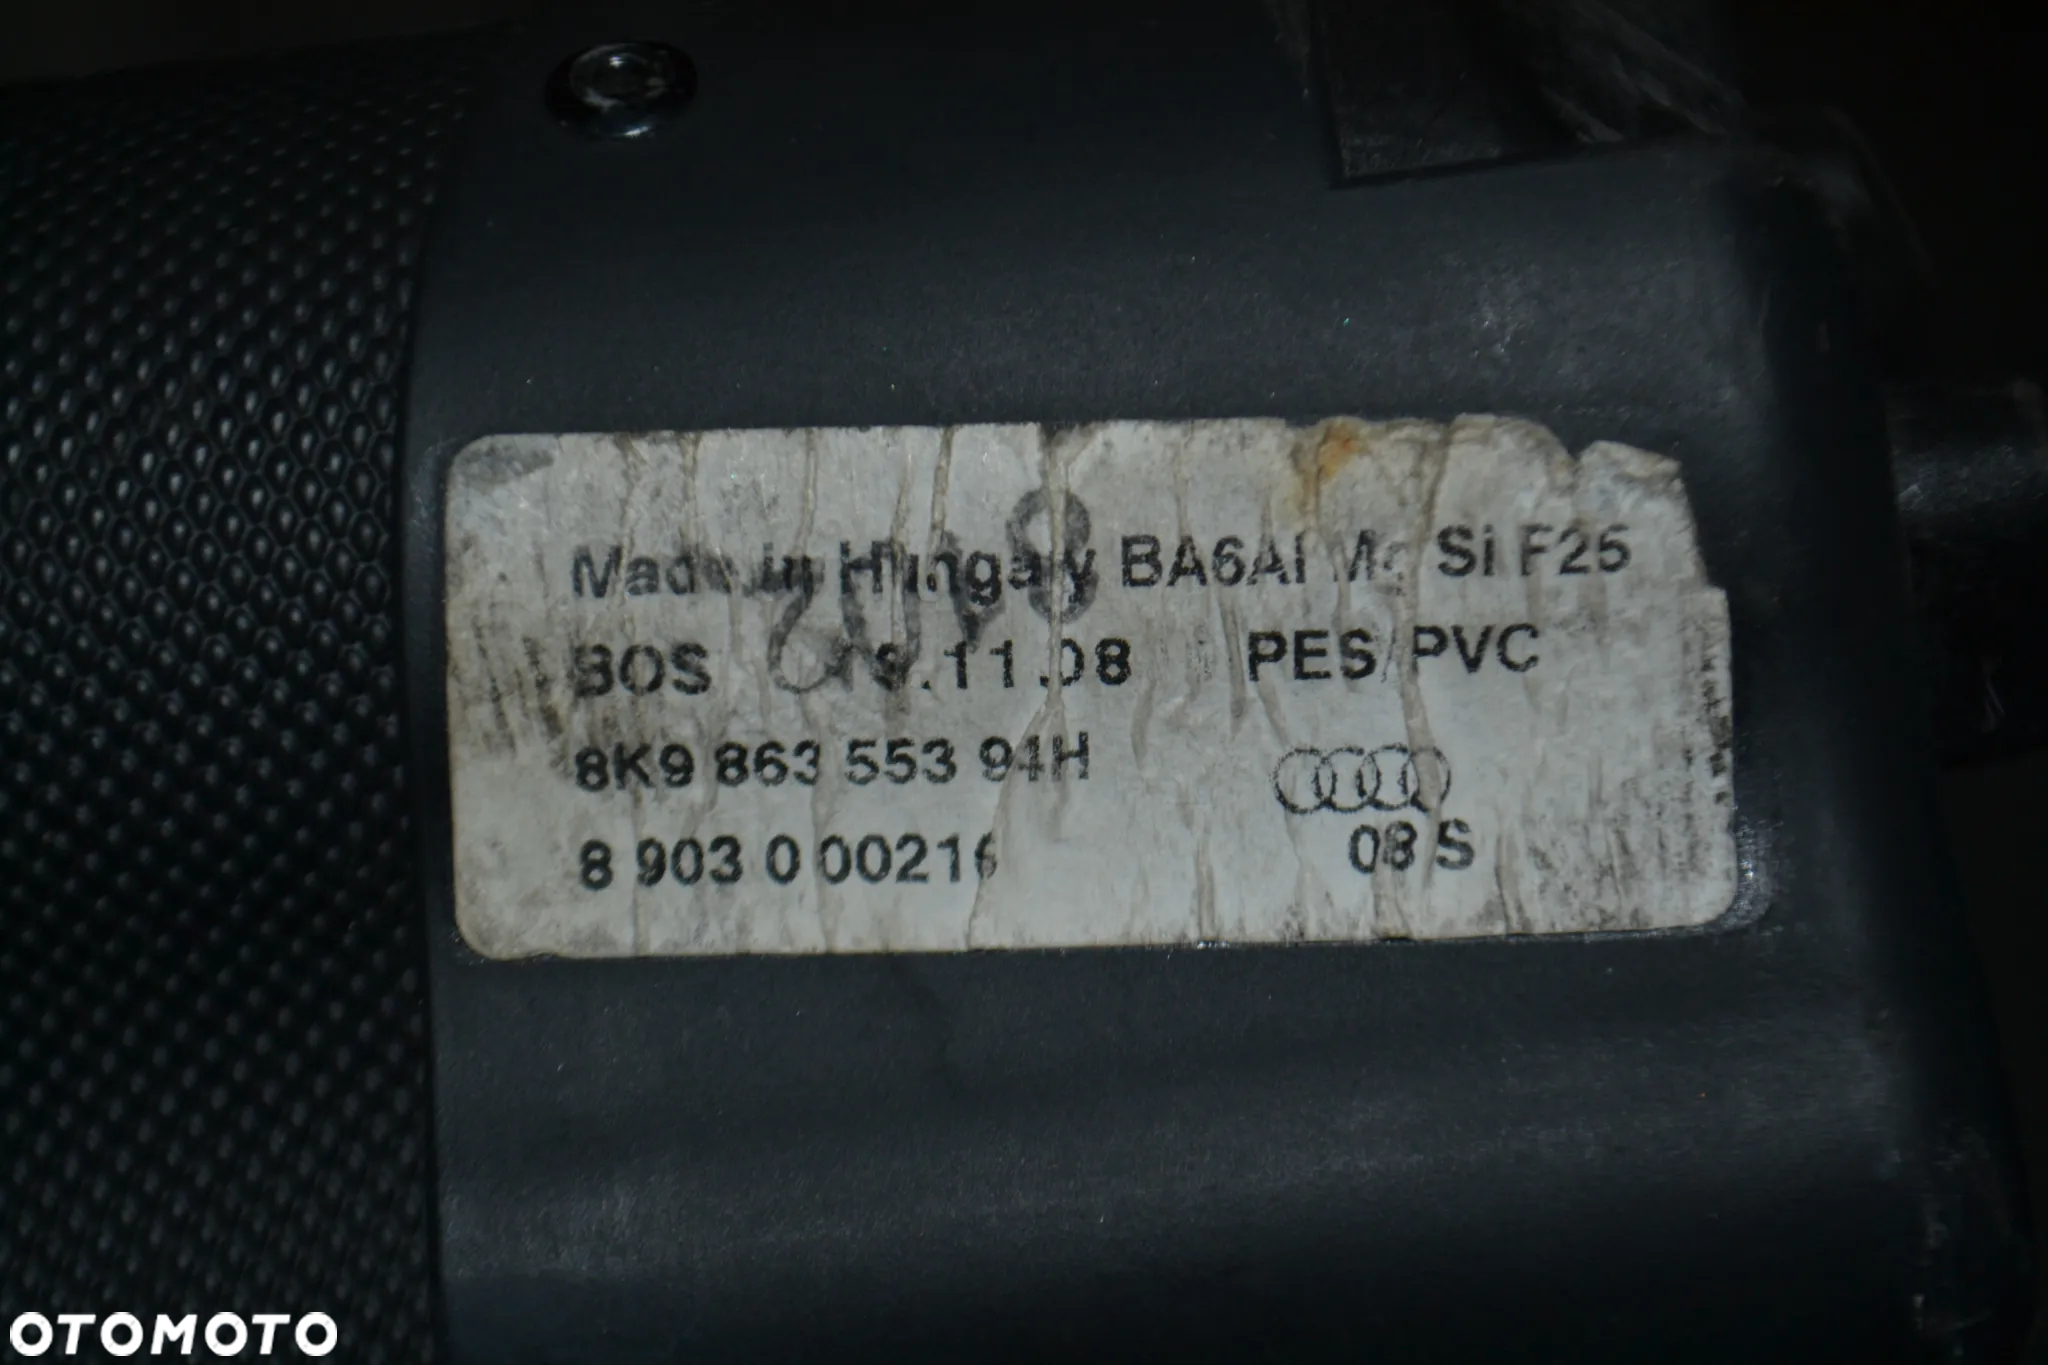 Made in Hungary BA6Al Mg Si F25
BOS .11.08 PES/PVC
8K9 863 553 94H
8 903 0 00216
08 S
OTOMOTO